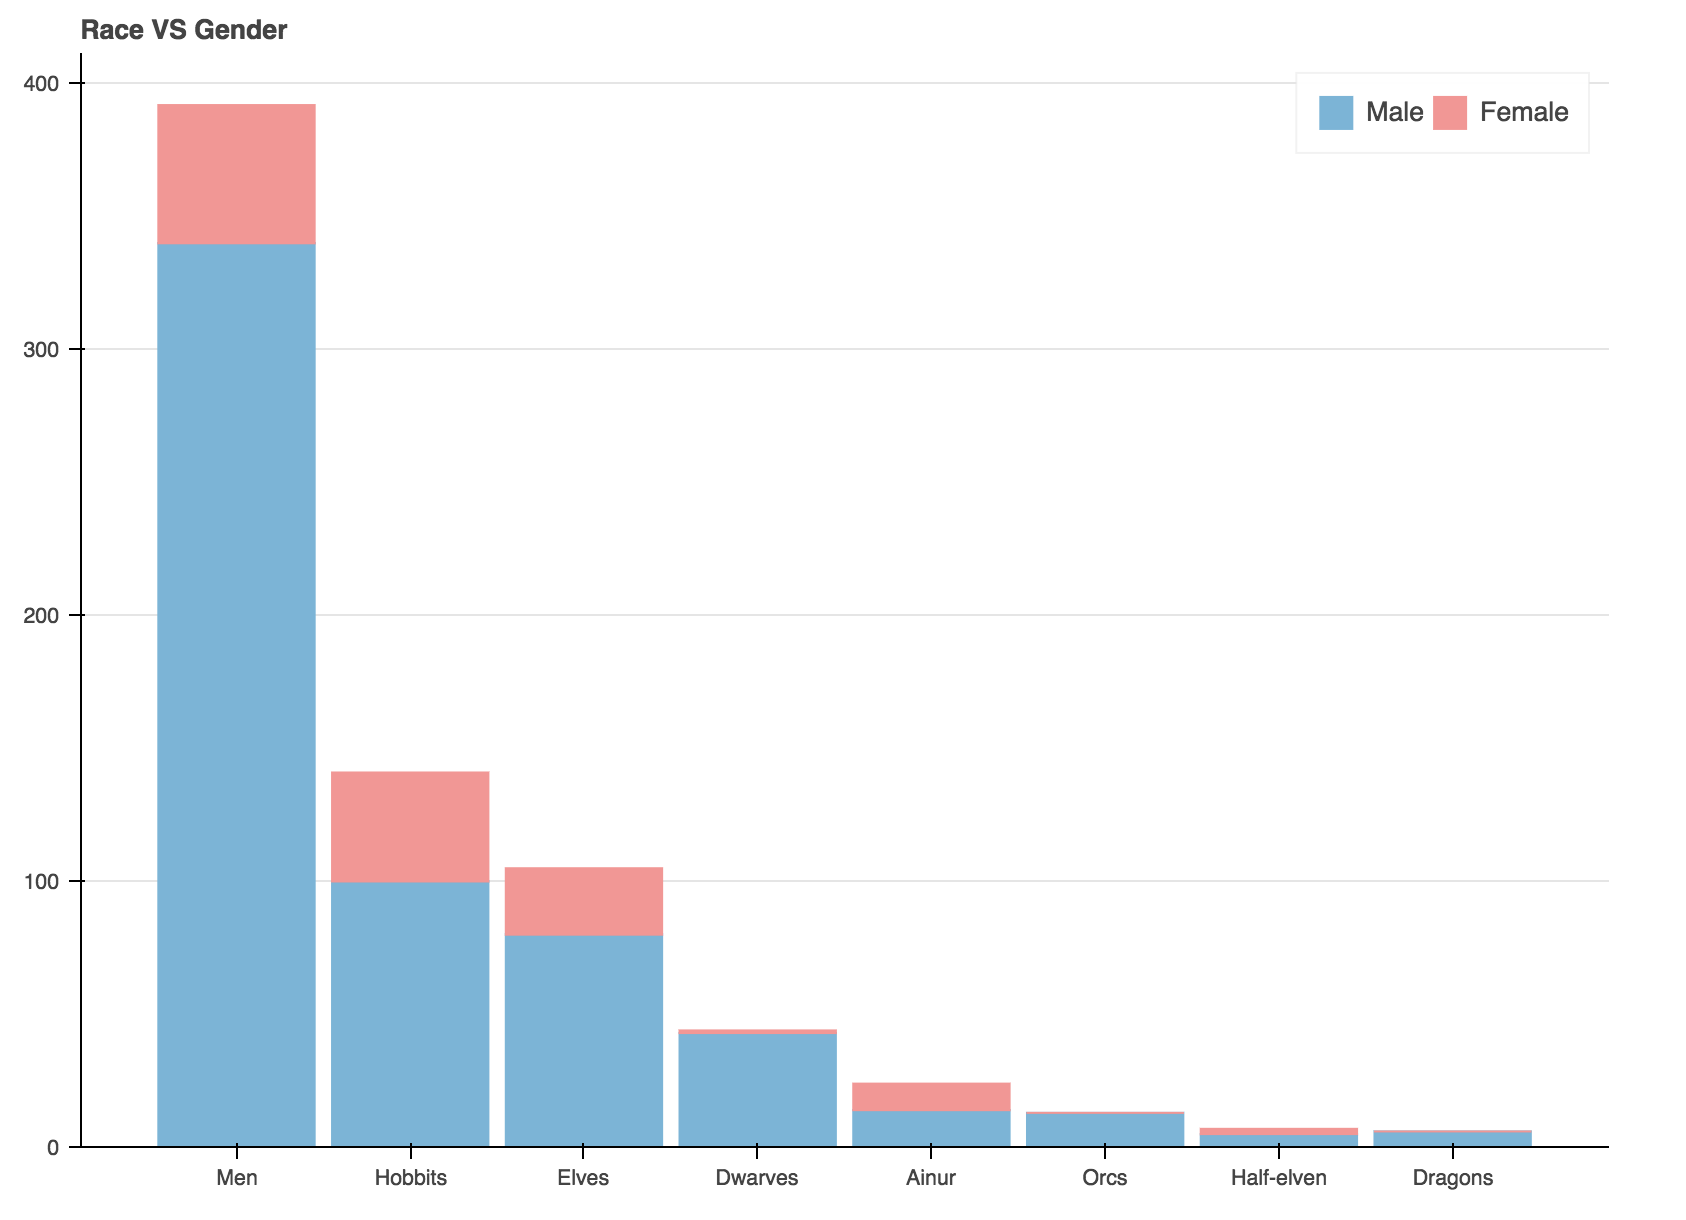 Race VS Gender
Male Female
400
300
200
100
0
Men Hobbits Elves Dwarves Ainur Orcs Half-elven Dragons